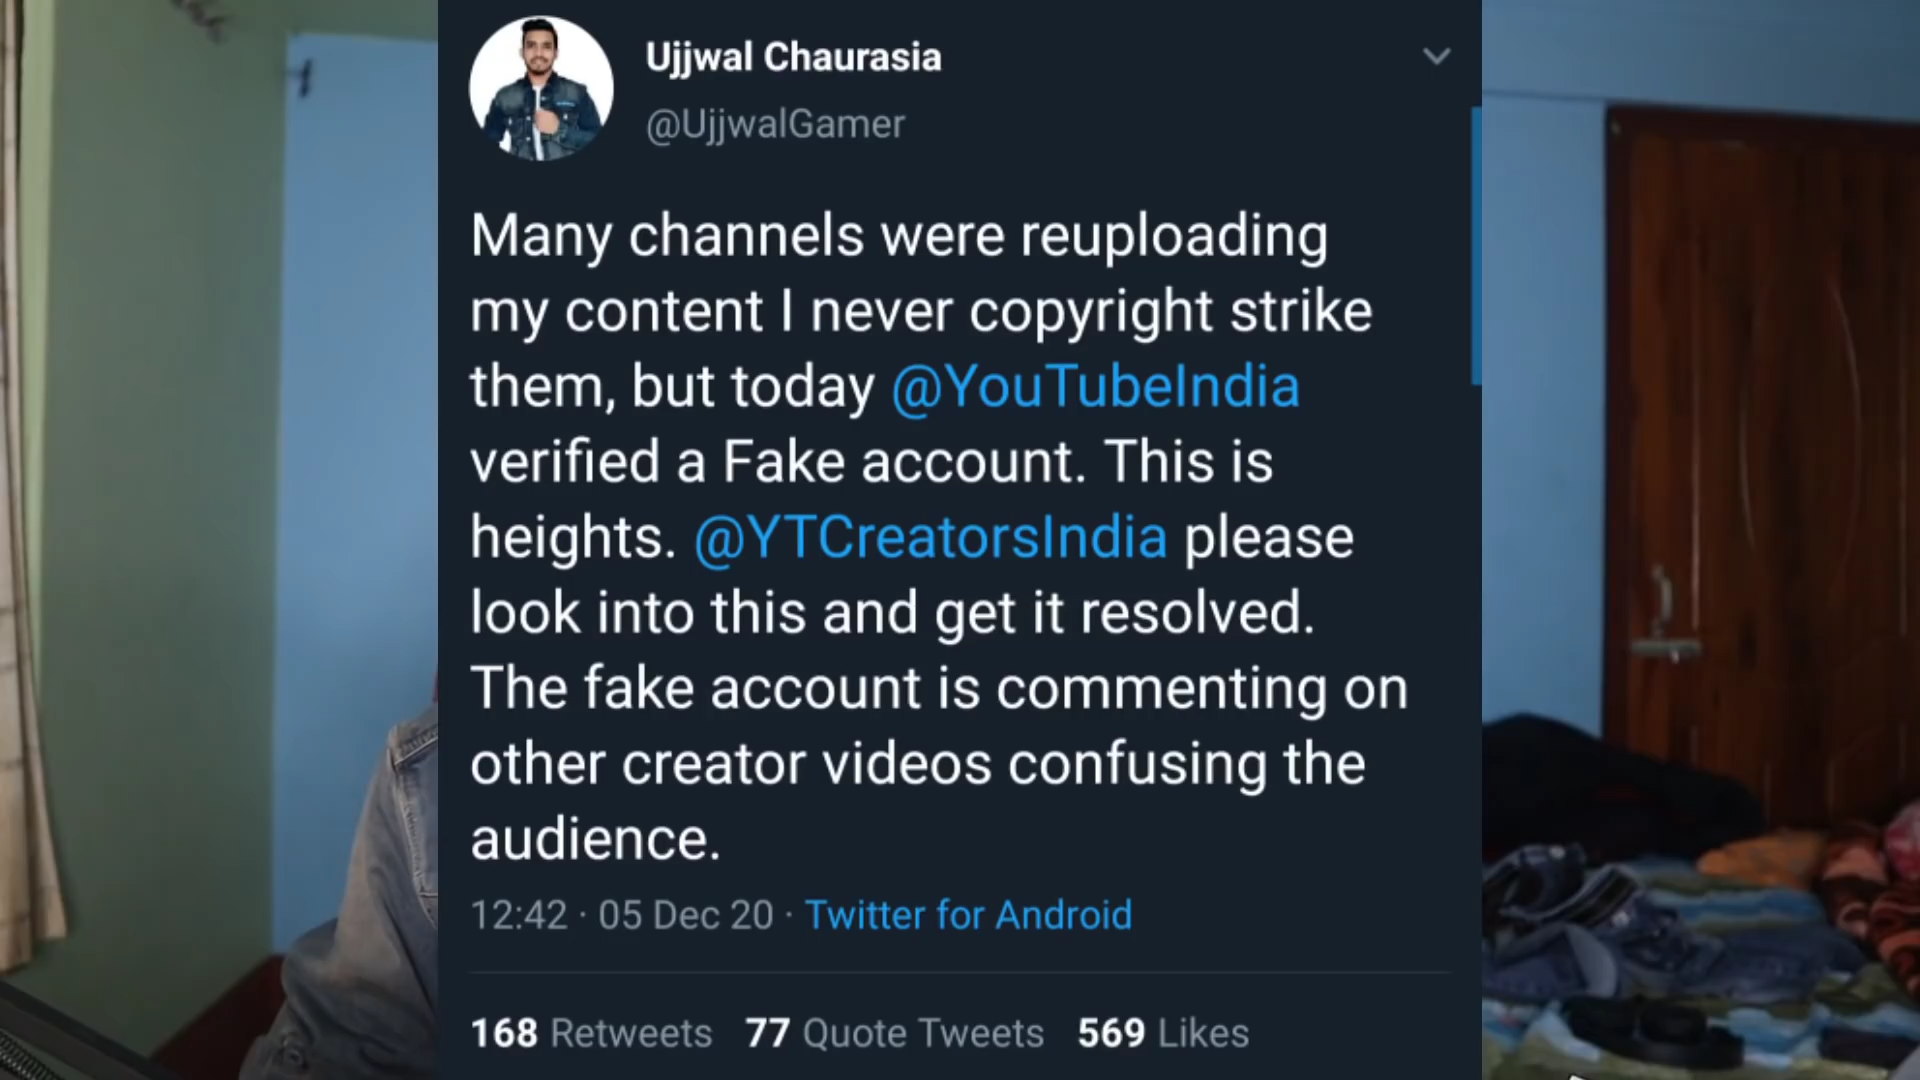 Ujjwal Chaurasia
@UjjwalGamer
Many channels were reuploading
my content I never copyright strike
them, but today @YouTubeIndia
verified a Fake account. This is
heights. @YTCreatorsIndia please
look into this and get it resolved.
The fake account is commenting on
other creator videos confusing the
audience.
12:42 · 05 Dec 20 · Twitter for Android
168 Retweets 77 Quote Tweets 569 Likes